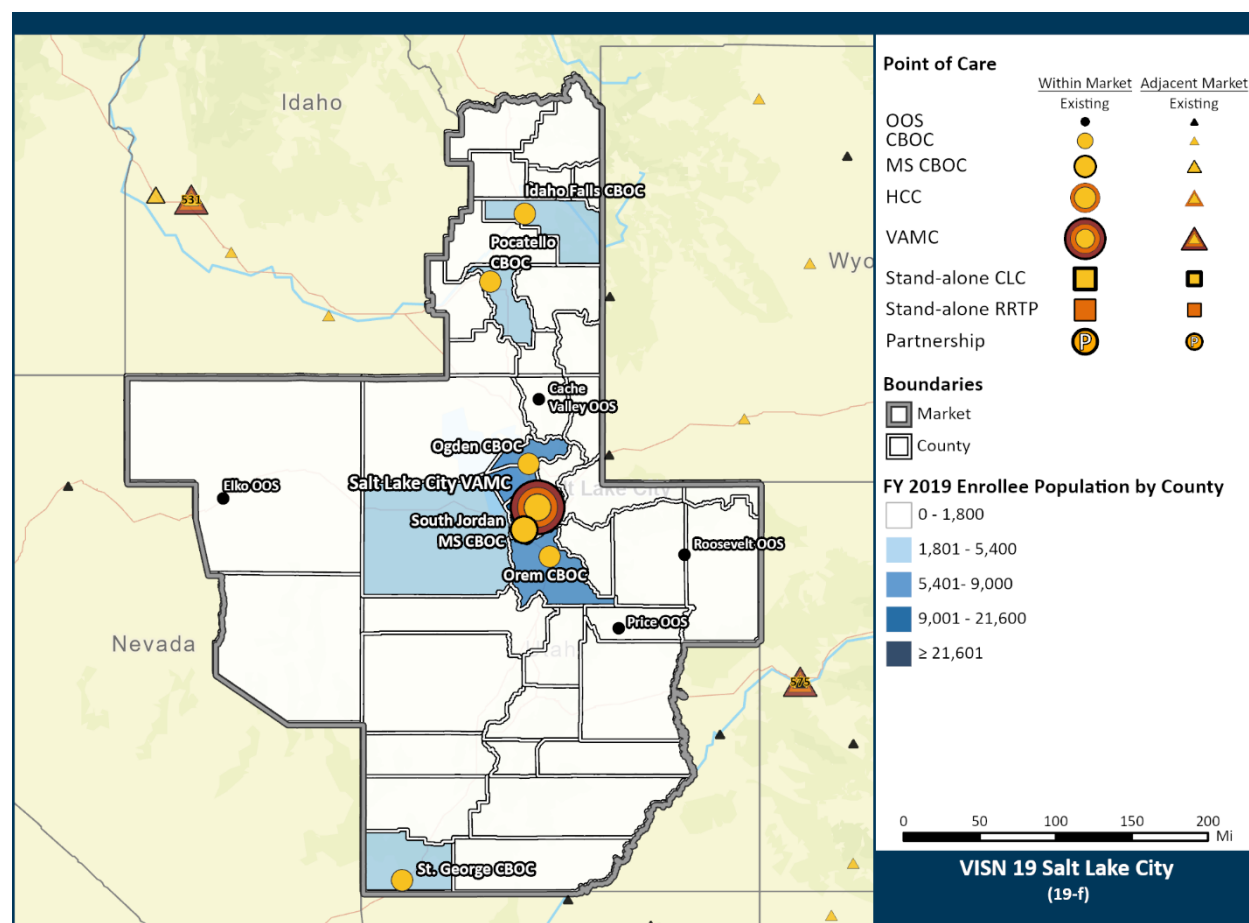 Idaho
531
Idaho Falls CBOC
Pocatello
CBOC
Wyo
Cache
Valley OOS
Ogden CBOC
Elko OOS
Salt Lake City VAMC
Salt Lake City
South Jordan
MS CBOC
Roosevelt OOS
Orem CBOC
Price OOS
Nevada
Utah
575
St. George CBOC
Point of Care
Within Market Adjacent Market
Existing Existing
OOS
CBOC
MS CBOC
HCC
VAMC
Stand-alone CLC
Stand-alone RRTP
Partnership P P
Boundaries
Market
County
FY 2019 Enrollee Population by County
0 - 1,800
1,801 - 5,400
5,401- 9,000
9,001 - 21,600
≥ 21,601
0 50 100 150 200
Mi
VISN 19 Salt Lake City
(19-f)